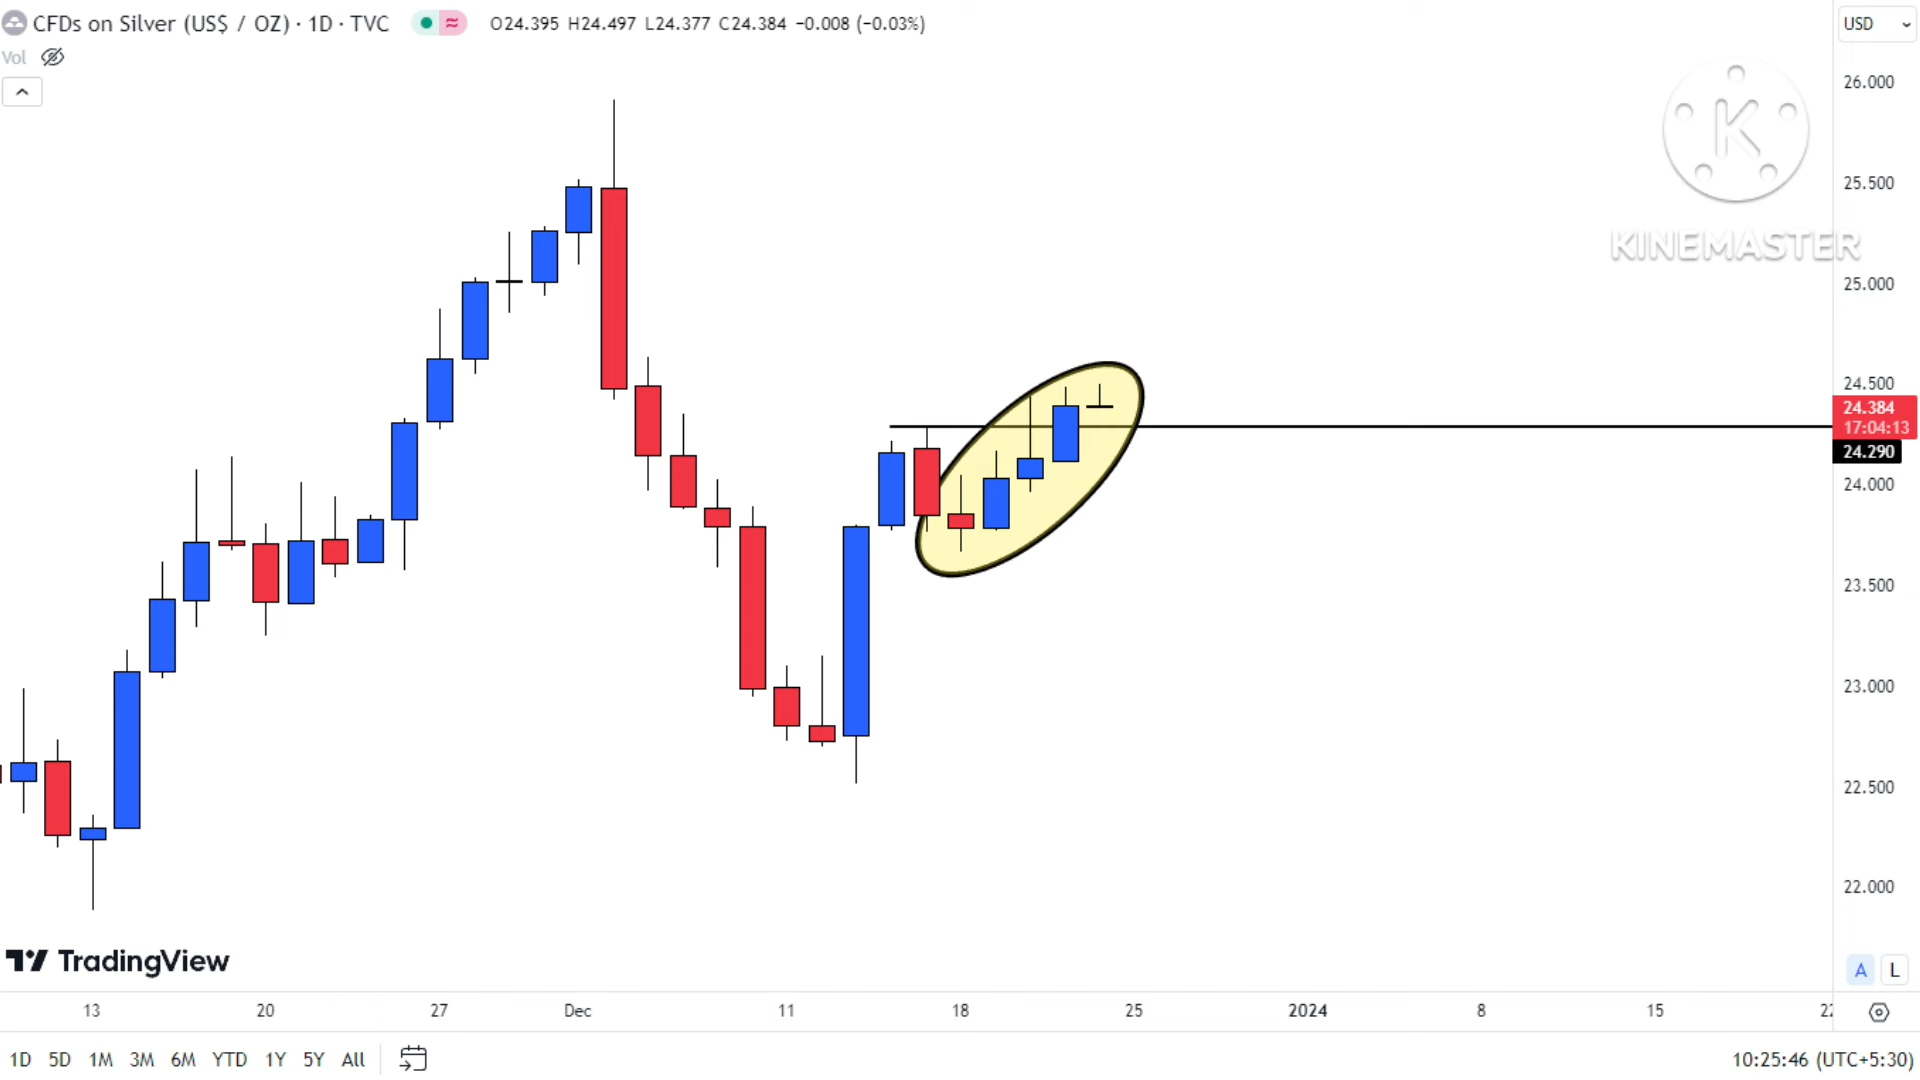 CFDs on Silver (US$ / OZ) · 1D · TVC ≈ O24.395 H24.497 L24.377 C24.384 −0.008 (−0.03%)
USD
Vol
26.000
K
25.500
KINEMASTER
25.000
24.500
24.384
17:04:13
24.290
24.000
23.500
23.000
22.500
22.000
TradingView
A L
13 20 27 Dec 11 18 25 2024 8 15 22
1D 5D 1M 3M 6M YTD 1Y 5Y All
10:25:46 (UTC+5:30)